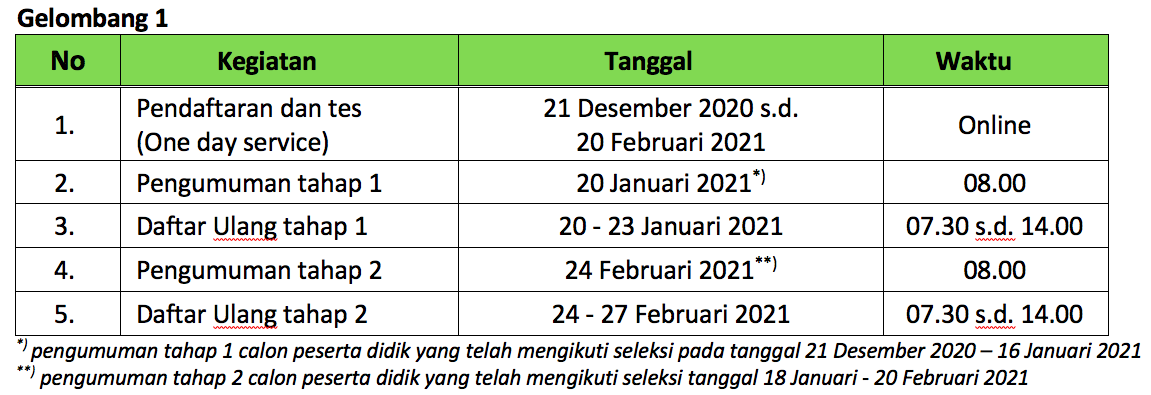 Gelombang 1
No Kegiatan Tanggal Waktu
1. Pendaftaran dan tes (One day service) 21 Desember 2020 s.d. 20 Februari 2021 Online
2. Pengumuman tahap 1 20 Januari 2021*) 08.00
3. Daftar Ulang tahap 1 20 - 23 Januari 2021 07.30 s.d. 14.00
4. Pengumuman tahap 2 24 Februari 2021**) 08.00
5. Daftar Ulang tahap 2 24 - 27 Februari 2021 07.30 s.d. 14.00
*) pengumuman tahap 1 calon peserta didik yang telah mengikuti seleksi pada tanggal 21 Desember 2020 – 16 Januari 2021
**) pengumuman tahap 2 calon peserta didik yang telah mengikuti seleksi tanggal 18 Januari - 20 Februari 2021